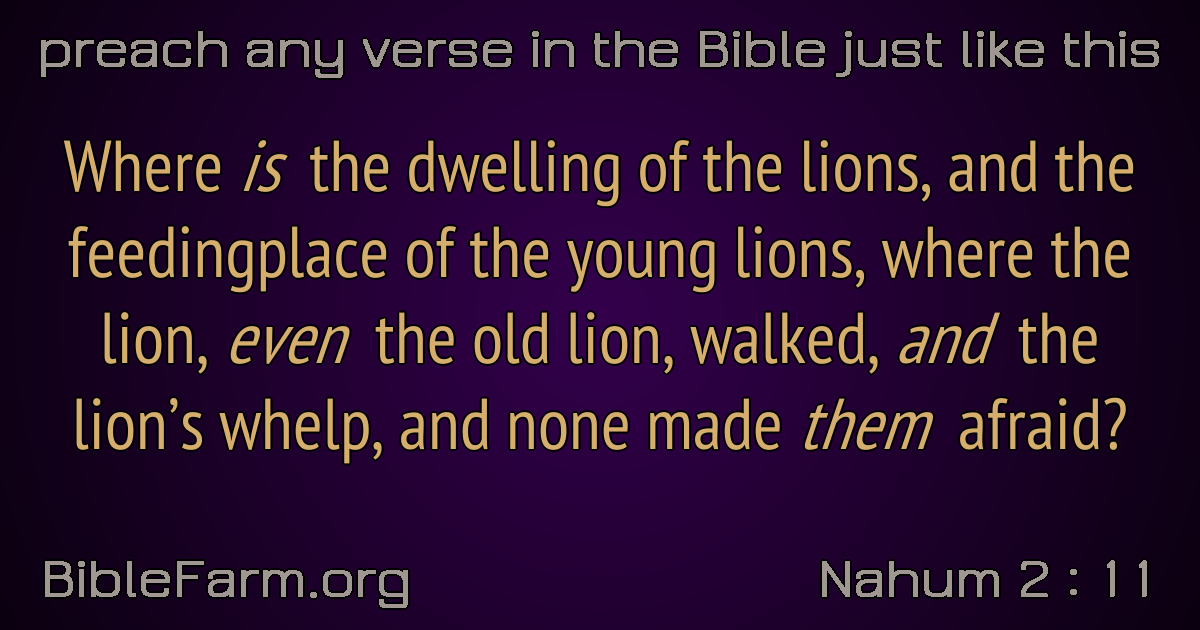 preach any verse in the Bible just like this
Where is the dwelling of the lions, and the
feedingplace of the young lions, where the
lion, even the old lion, walked, and the
lion’s whelp, and none made them afraid?
BibleFarm.org
Nahum 2 : 11